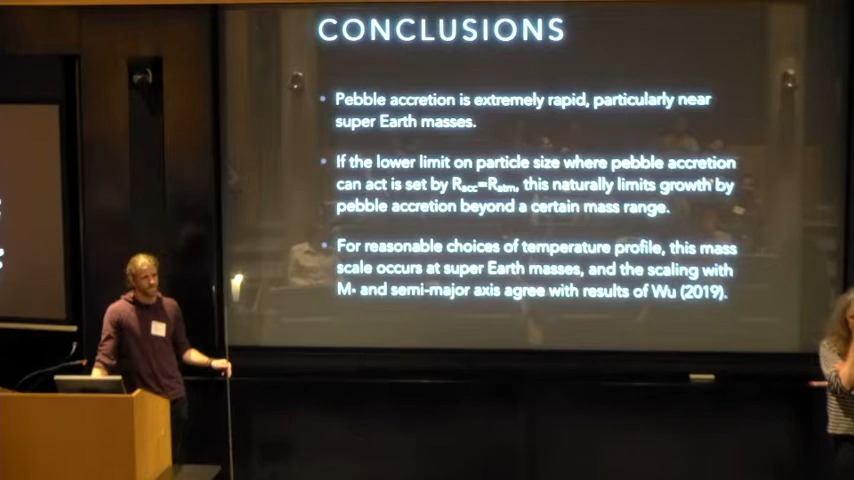 CONCLUSIONS
• Pebble accretion is extremely rapid, particularly near
super Earth masses.
• If the lower limit on particle size where pebble accretion
can act is set by Racc=Ratm, this naturally limits growth by
pebble accretion beyond a certain mass range.
• For reasonable choices of temperature profile, this mass
scale occurs at super Earth masses, and the scaling with
M* and semi-major axis agree with results of Wu (2019).